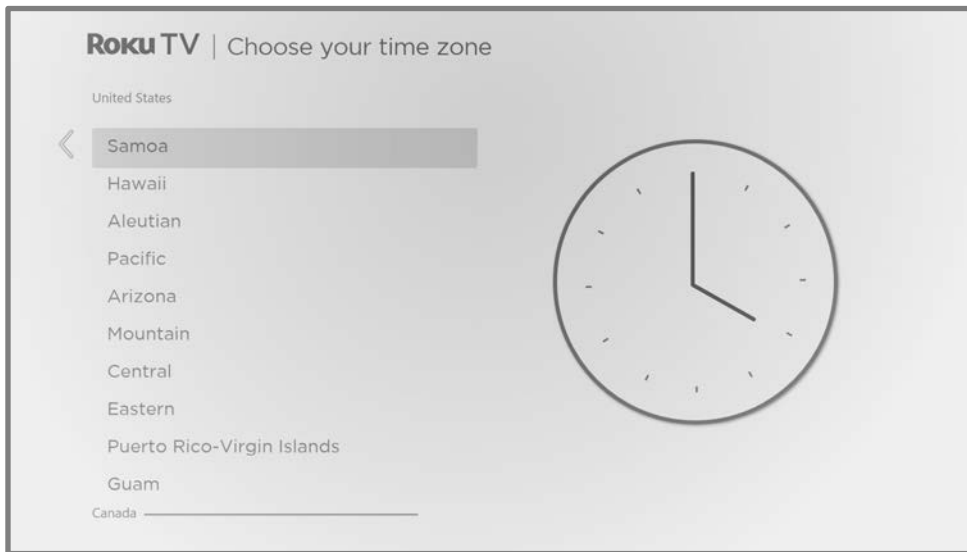 Roku TV | Choose your time zone
United States
Samoa
Hawaii
Aleutian
Pacific
Arizona
Mountain
Central
Eastern
Puerto Rico-Virgin Islands
Guam
Canada